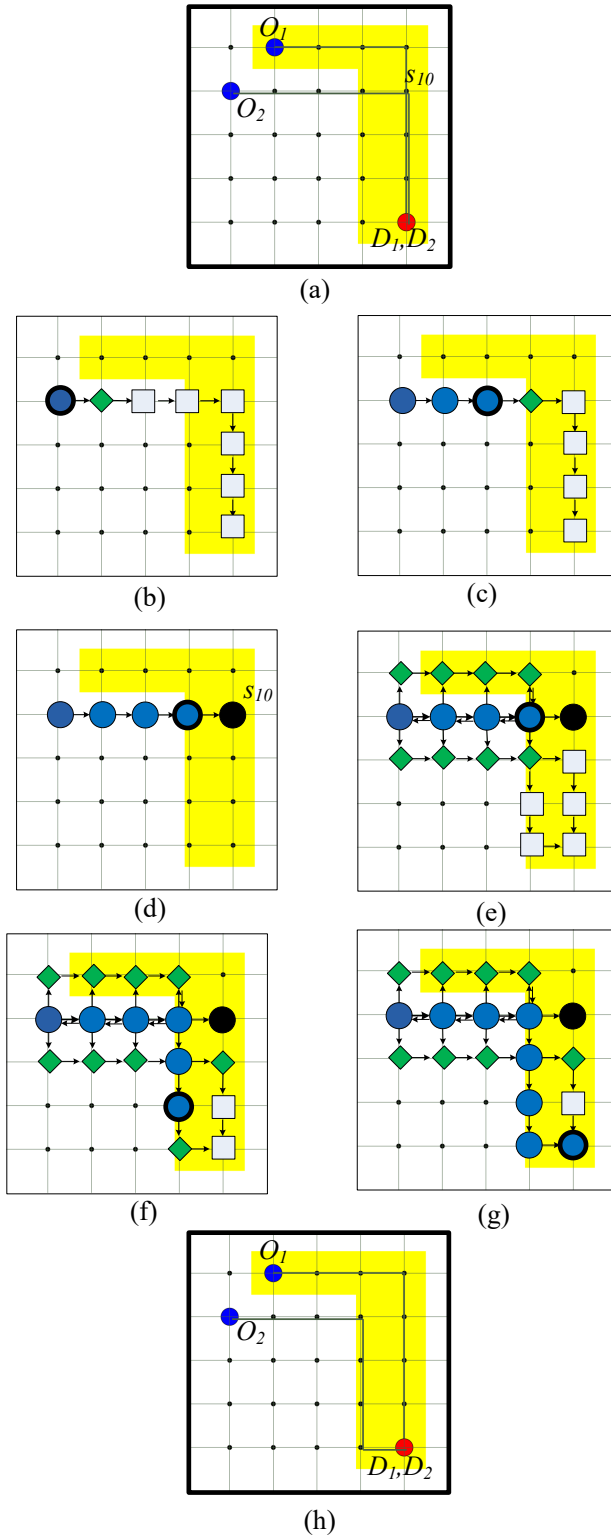 O1
s10
O2
D1,D2
(a)
(b)
(c)
s10
(d)
(e)
(f)
(g)
O1
O2
D1,D2
(h)